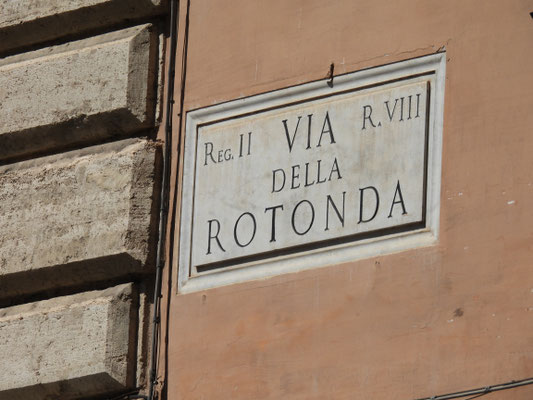 REG. II VIA R. VIII
DELLA
ROTONDA